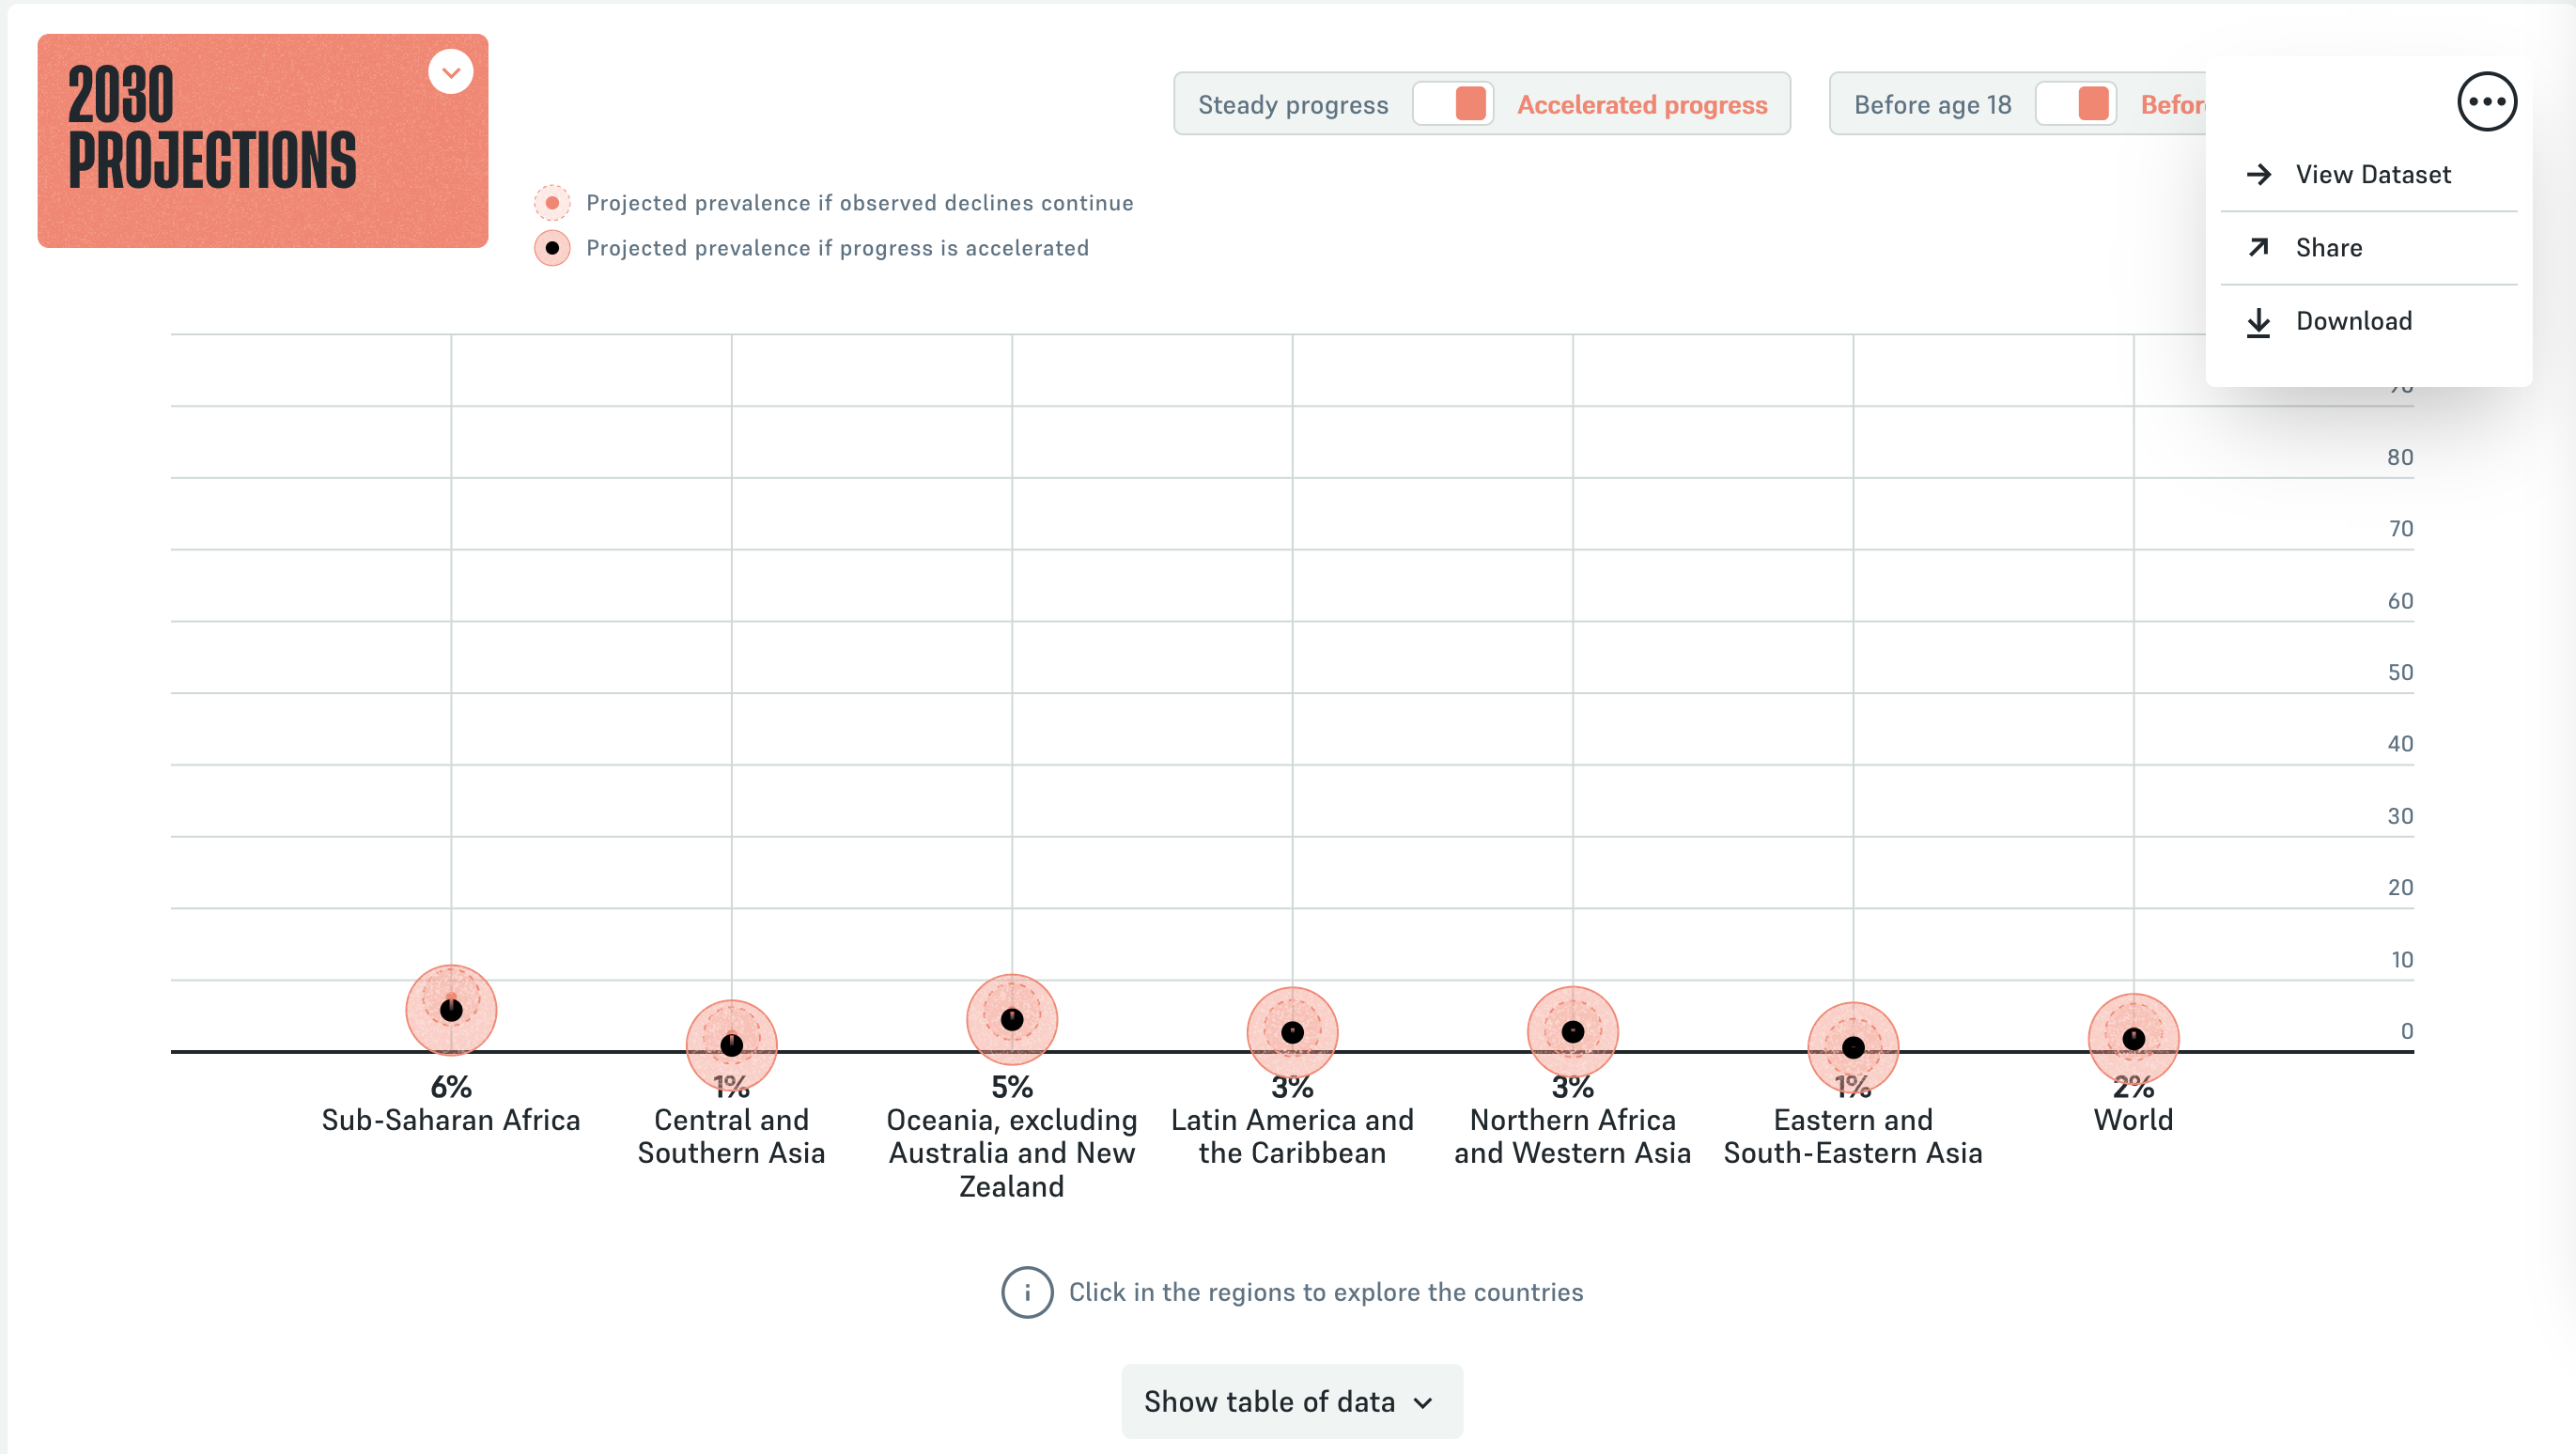 2030
PROJECTIONS
Steady progress
Accelerated progress
Before age 18
Projected prevalence if observed declines continue
Projected prevalence if progress is accelerated
View Dataset
Share
Download
80
70
60
50
40
30
20
10
0
6%
Sub-Saharan Africa
1%
Central and
Southern Asia
5%
Oceania, excluding
Australia and New
Zealand
3%
Latin America and
the Caribbean
3%
Northern Africa
and Western Asia
1%
Eastern and
South-Eastern Asia
2%
World
i
Click in the regions to explore the countries
Show table of data